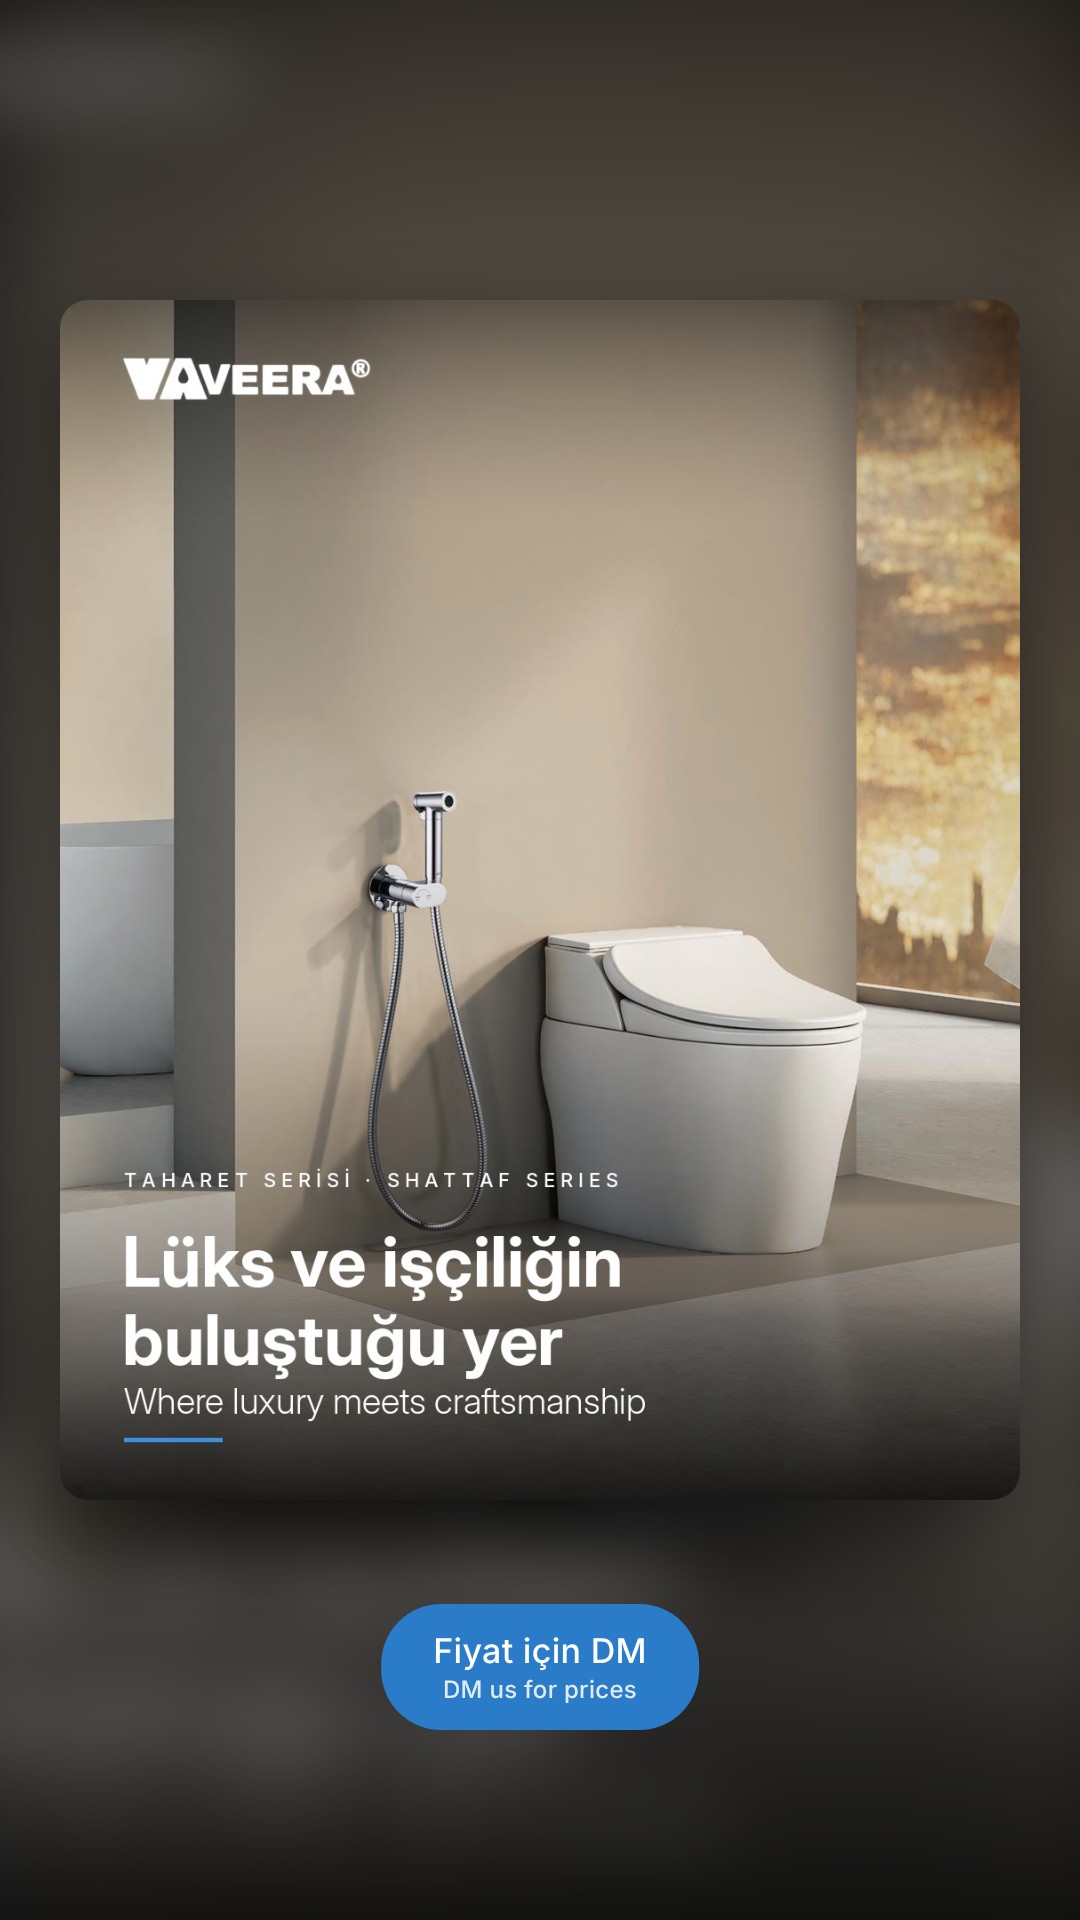 VAVEERA®
TAHARET SERİSİ · SHATTAF SERIES
Lüks ve işçiliğin
buluştuğu yer
Where luxury meets craftsmanship
Fiyat için DM
DM us for prices